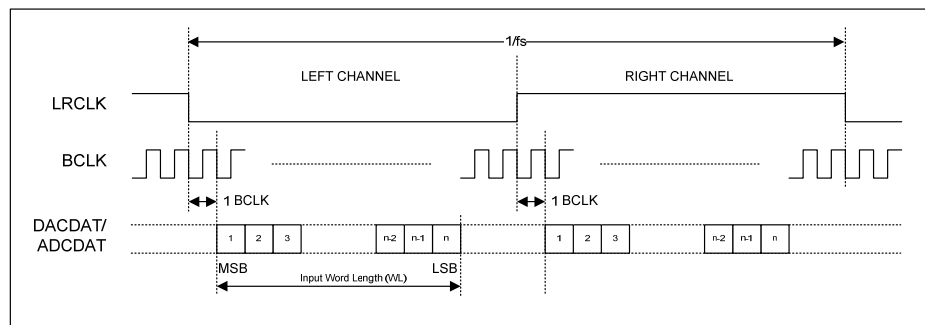 1/fs
LEFT CHANNEL
RIGHT CHANNEL
LRCLK
BCLK
1 BCLK
1 BCLK
DACDAT/
ADCDAT
1 2 3 n-2 n-1 n
1 2 3 n-2 n-1 n
MSB
LSB
Input Word Length (WL)